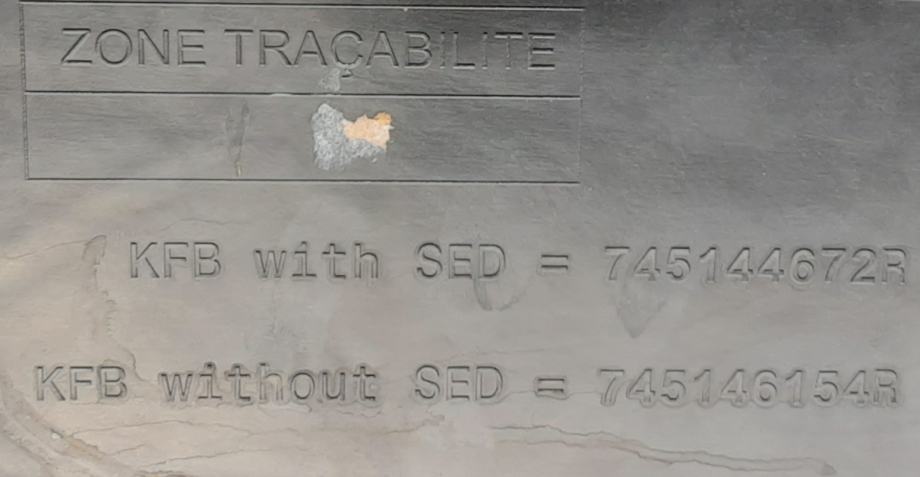 ZONE TRAÇABILITE
KFB with SED = 745144672R
KFB without SED = 745146154R